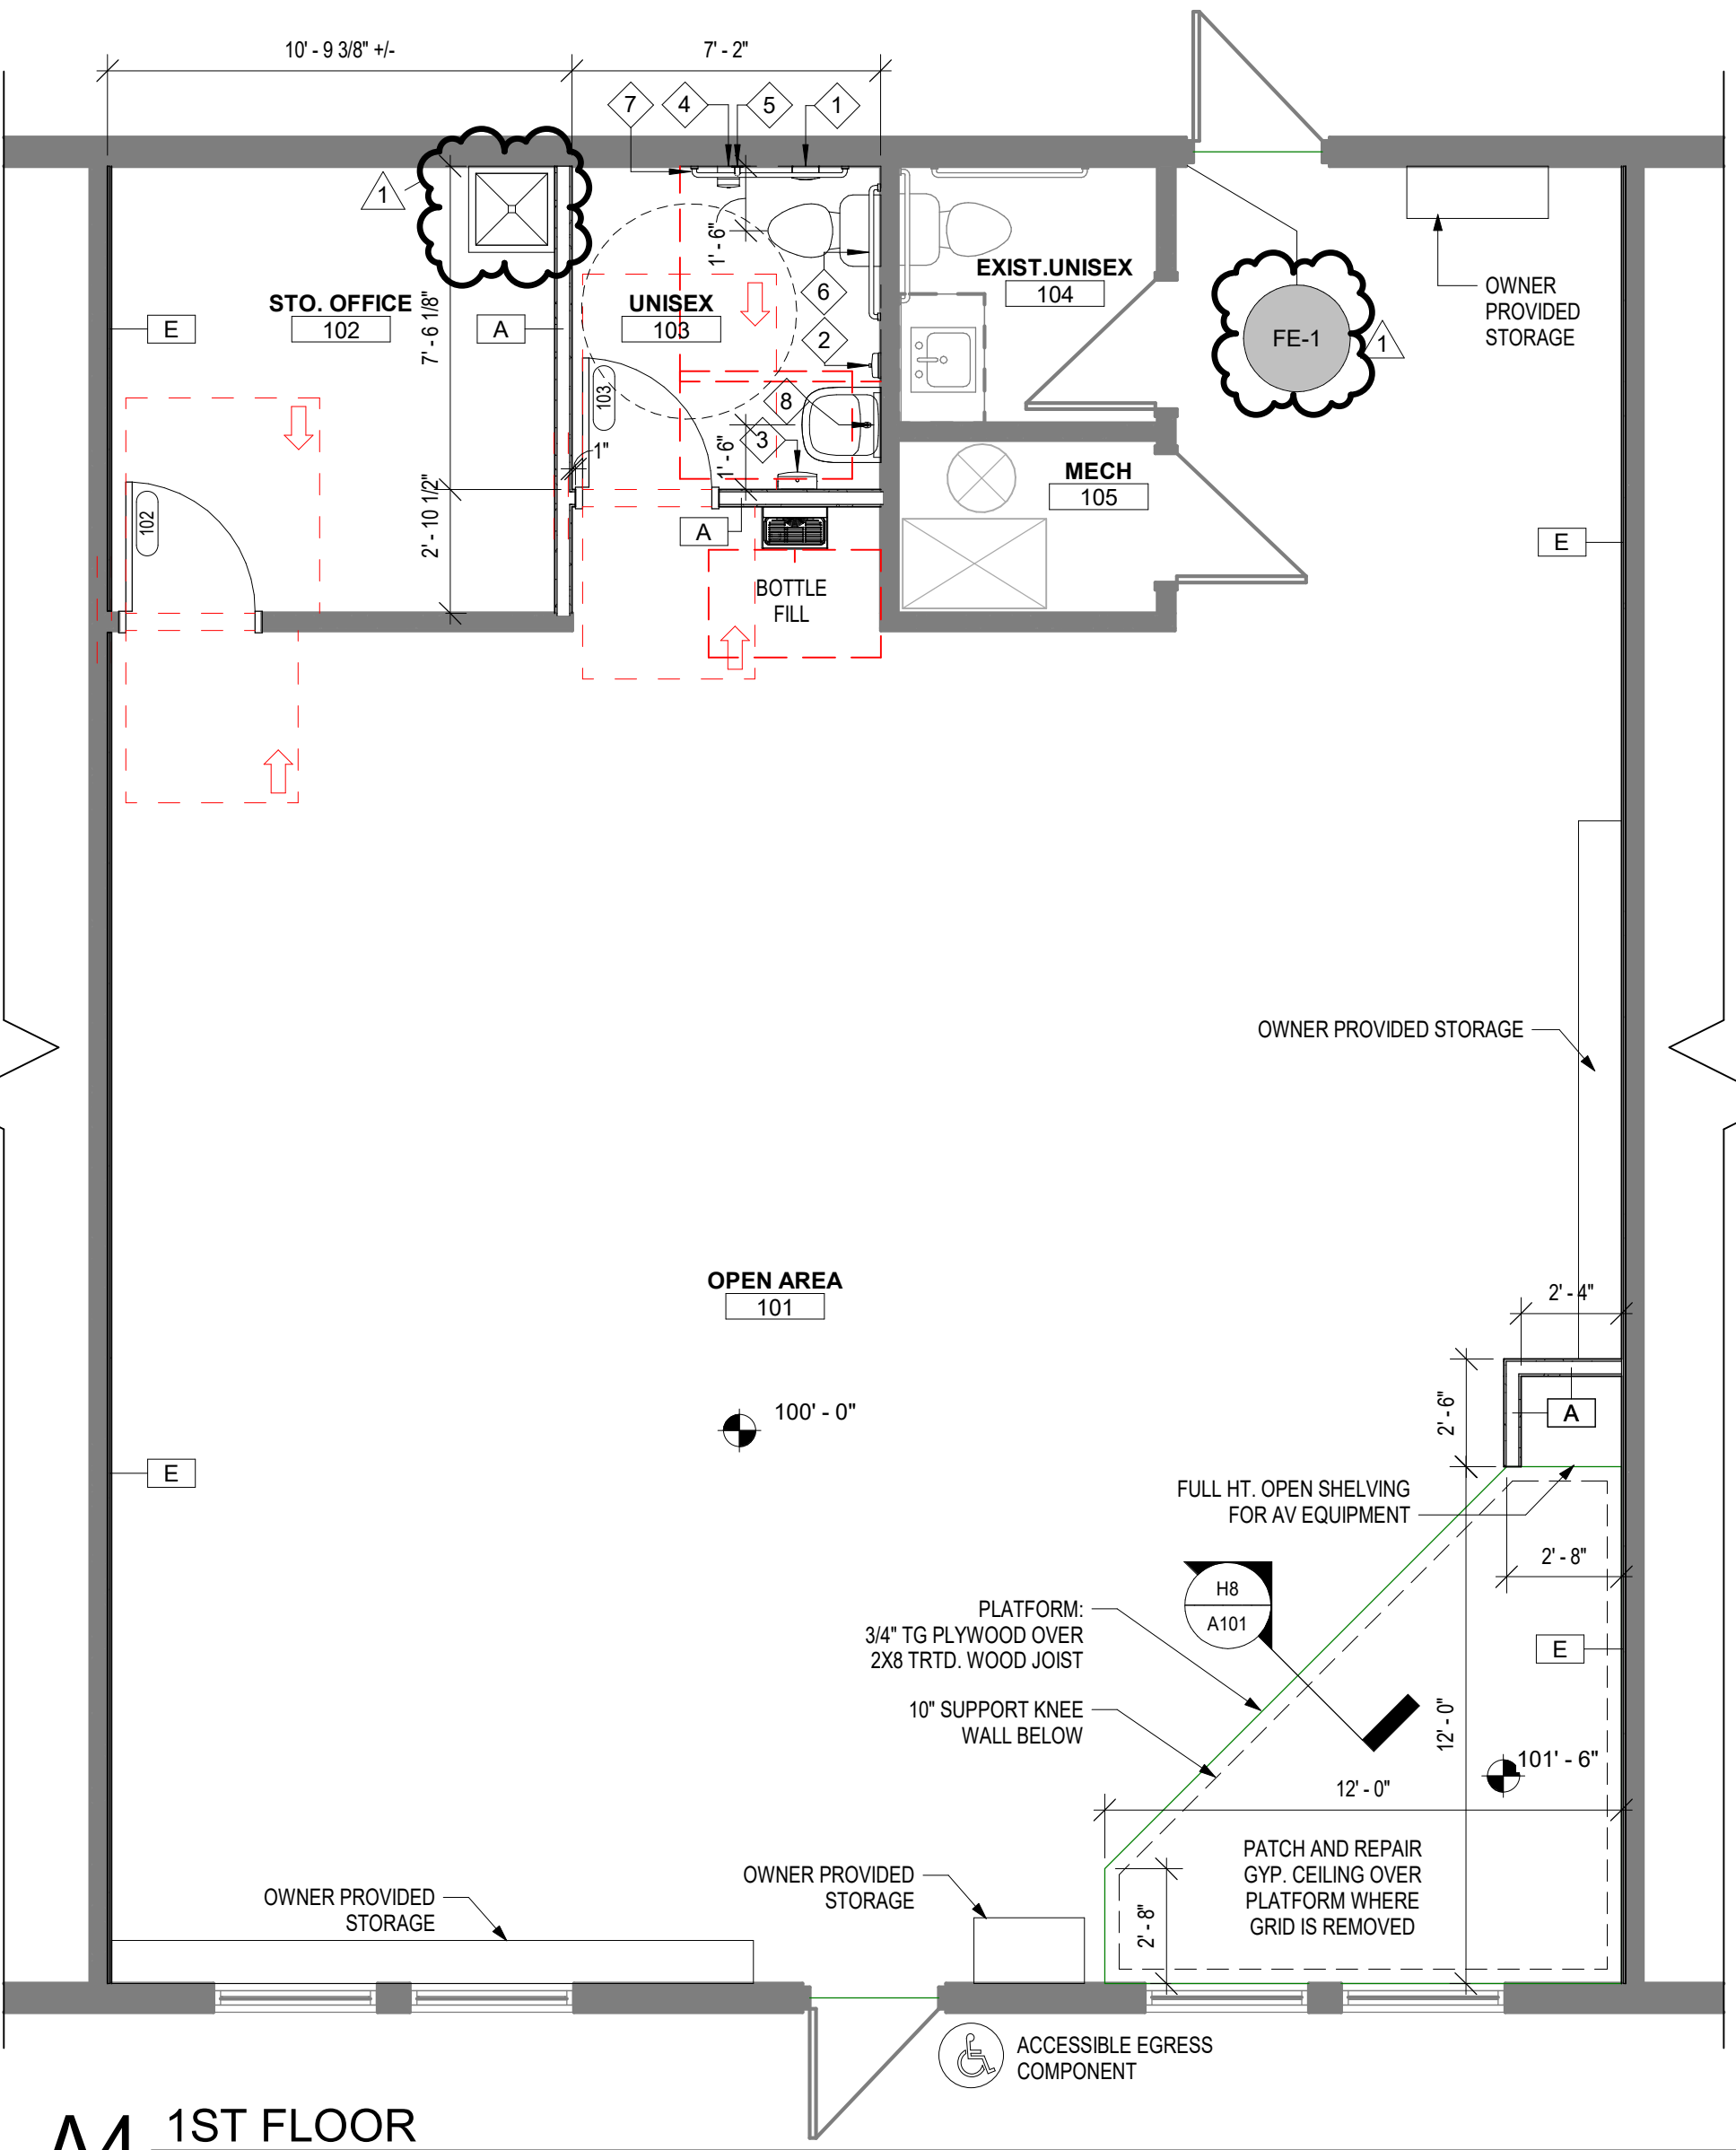 10' - 9 3/8" +/-
7' - 2"
7
4
5
1
1
1' - 6"
6
EXIST.UNISEX
104
OWNER
PROVIDED
STORAGE
STO. OFFICE
102
UNISEX
103
E
A
7' - 6 1/8"
2
FE-1
1
103
8
3
1' - 6"
1"
MECH
105
102
2' - 10 1/2"
A
E
BOTTLE
FILL
OWNER PROVIDED STORAGE
OPEN AREA
101
2' - 4"
100' - 0"
2' - 6"
A
E
FULL HT. OPEN SHELVING
FOR AV EQUIPMENT
2' - 8"
H8
A101
PLATFORM:
3/4" TG PLYWOOD OVER
2X8 TRTD. WOOD JOIST
E
10" SUPPORT KNEE
WALL BELOW
12' - 0"
101' - 6"
12' - 0"
PATCH AND REPAIR
GYP. CEILING OVER
PLATFORM WHERE
GRID IS REMOVED
OWNER PROVIDED
STORAGE
OWNER PROVIDED
STORAGE
2' - 8"
ACCESSIBLE EGRESS
COMPONENT
1ST FLOOR